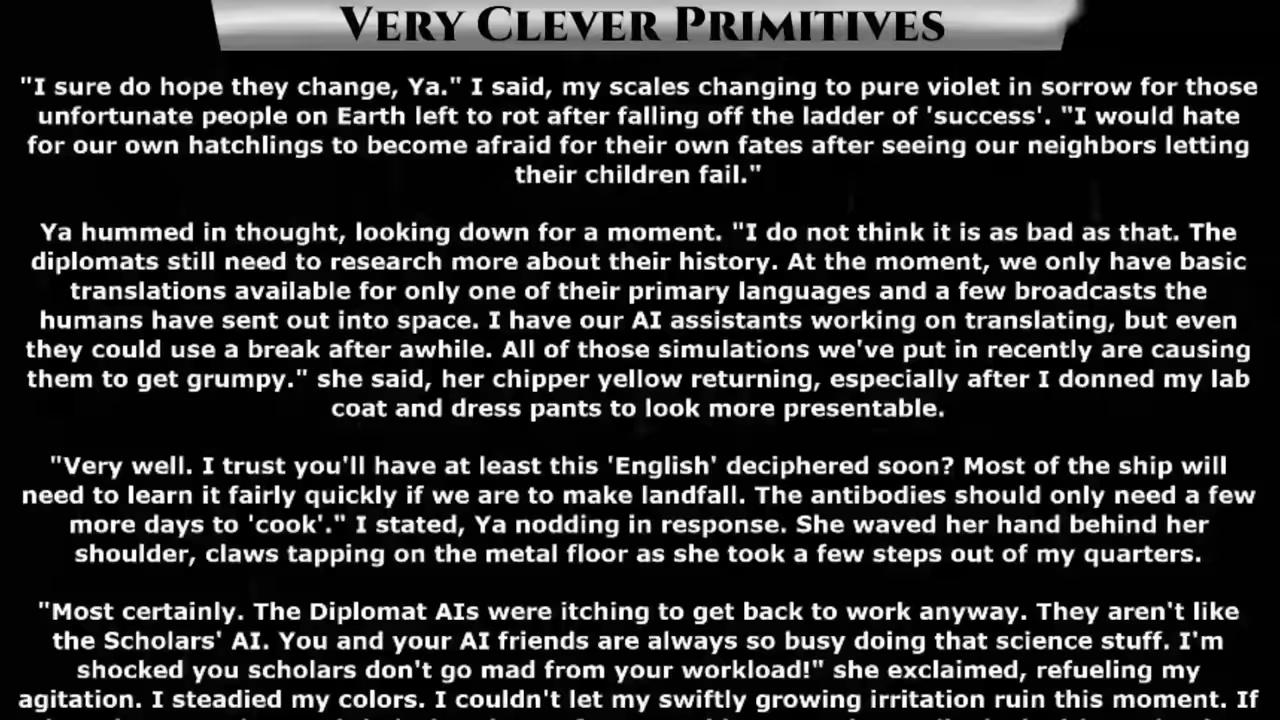 VERY CLEVER PRIMITIVES
"I sure do hope they change, Ya." I said, my scales changing to pure violet in sorrow for those
unfortunate people on Earth left to rot after falling off the ladder of 'success'. "I would hate
for our own hatchlings to become afraid for their own fates after seeing our neighbors letting
their children fail."
Ya hummed in thought, looking down for a moment. "I do not think it is as bad as that. The
diplomats still need to research more about their history. At the moment, we only have basic
translations available for only one of their primary languages and a few broadcasts the
humans have sent out into space. I have our AI assistants working on translating, but even
they could use a break after awhile. All of those simulations we've put in recently are causing
them to get grumpy." she said, her chipper yellow returning, especially after I donned my lab
coat and dress pants to look more presentable.
"Very well. I trust you'll have at least this 'English' deciphered soon? Most of the ship will
need to learn it fairly quickly if we are to make landfall. The antibodies should only need a few
more days to 'cook'." I stated, Ya nodding in response. She waved her hand behind her
shoulder, claws tapping on the metal floor as she took a few steps out of my quarters.
"Most certainly. The Diplomat AIs were itching to get back to work anyway. They aren't like
the Scholars' AI. You and your AI friends are always so busy doing that science stuff. I'm
shocked you scholars don't go mad from your workload!" she exclaimed, refueling my
agitation. I steadied my colors. I couldn't let my swiftly growing irritation ruin this moment. If